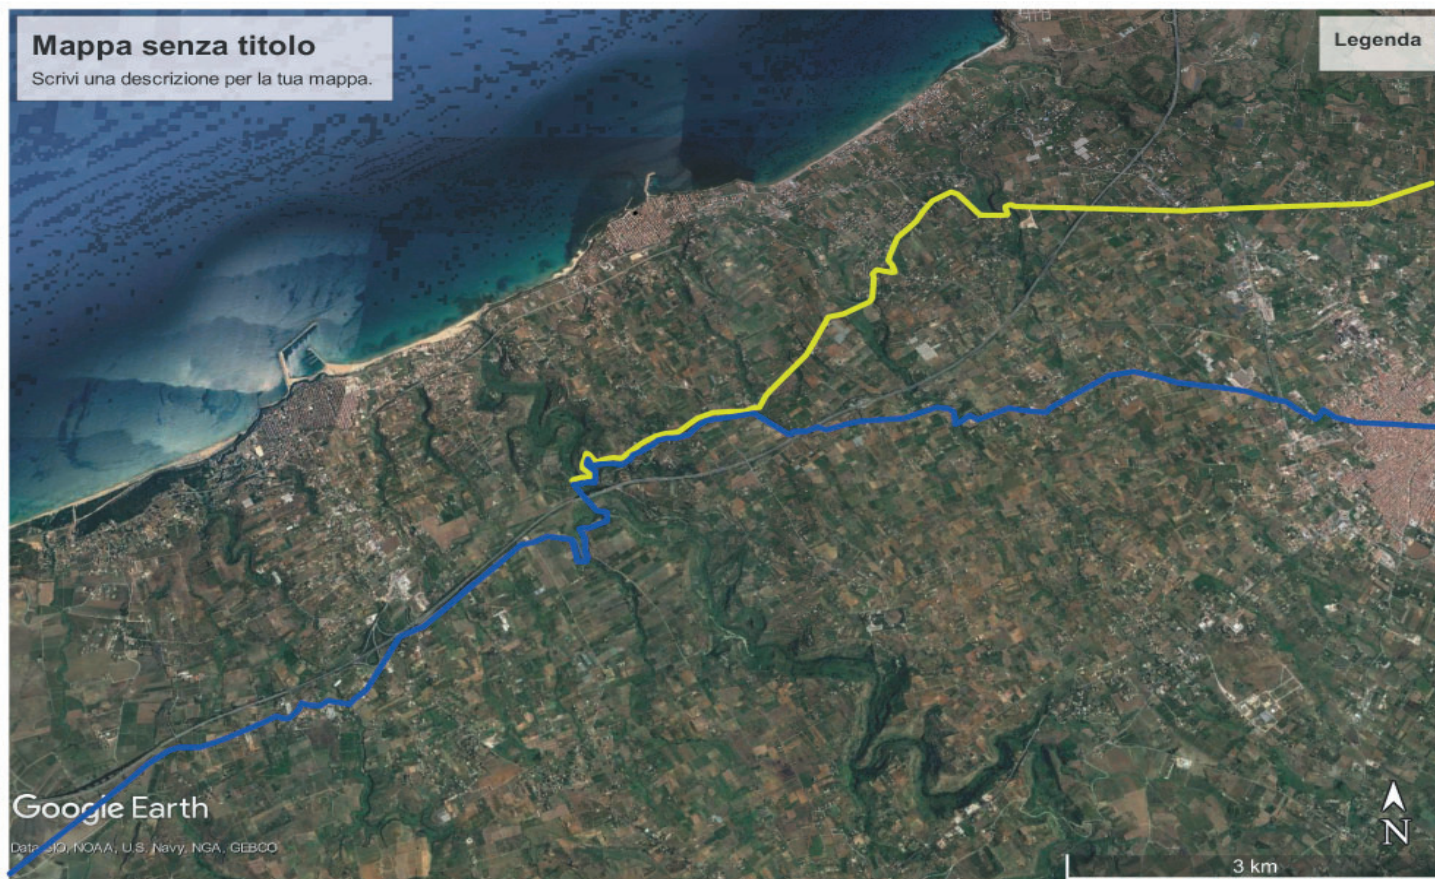 Mappa senza titolo
Scrivi una descrizione per la tua mappa.
Legenda
Google Earth
Data SIO, NOAA, U.S. Navy, NGA, GEBCO
N
3 km